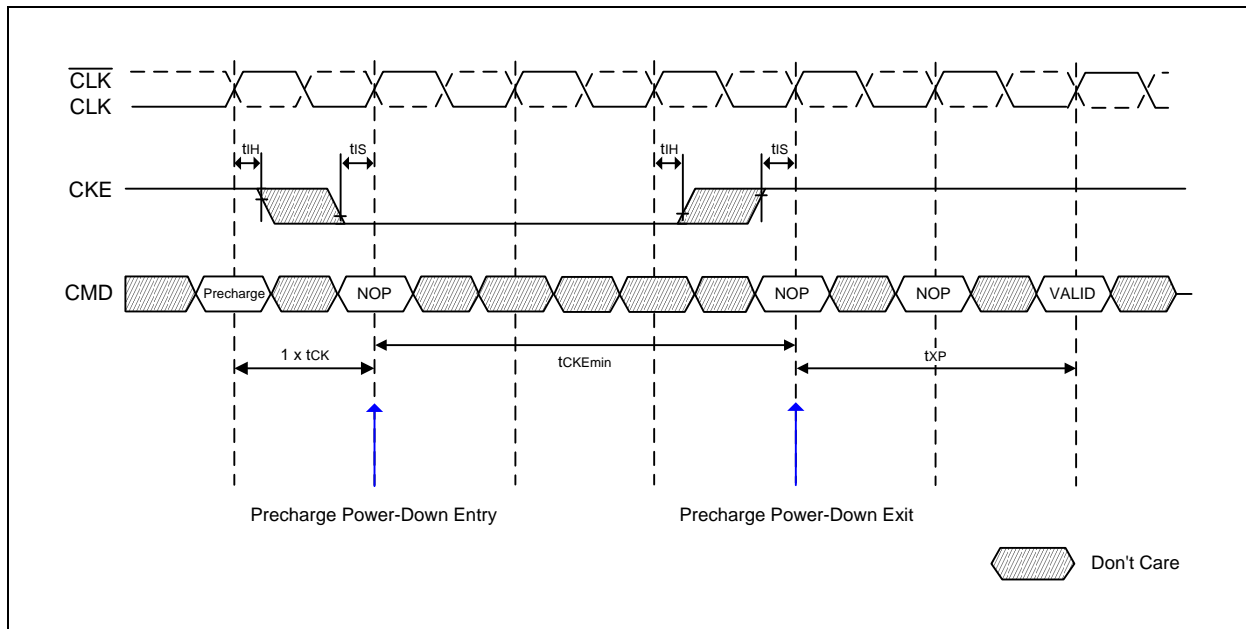 CLK
CLK
tIH
tIS
tIH
tIS
CKE
CMD
Precharge
NOP
NOP
NOP
VALID
1 x tCK
tCKEmin
tXP
Precharge Power-Down Entry
Precharge Power-Down Exit
Don't Care